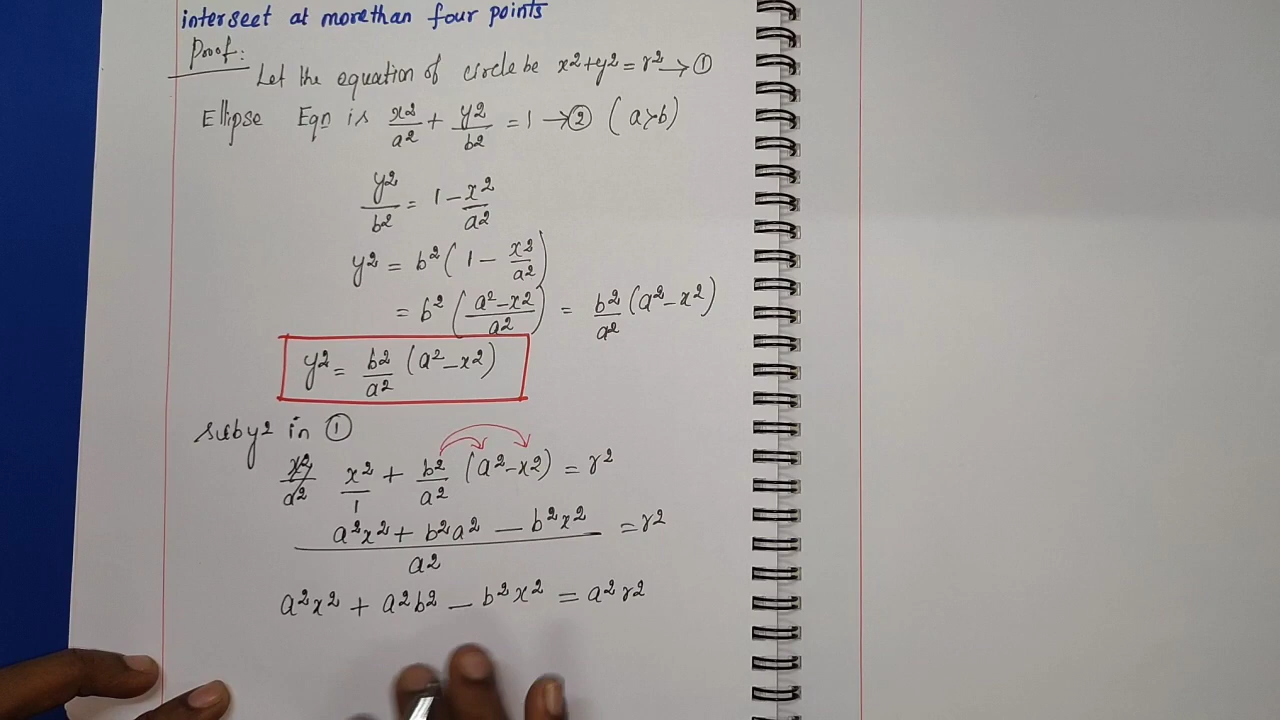 intersect at morethan four points
Proof:
Let the equation of circle be x²+y² = r² → ①
Ellipse Eqn is x²/a² + y²/b² = 1 → ② (a>b)
y²/b² = 1 - x²/a²
y² = b² (1 - x²/a²)
= b² (a²-x²/a²) = b²/a² (a²-x²)
y² = b²/a² (a²-x²)
sub y² in ①
x²/a² x²/1 + b²/a² (a²-x²) = r²
a²x² + b²a² - b²x² / a² = r²
a²x² + a²b² - b²x² = a²r²